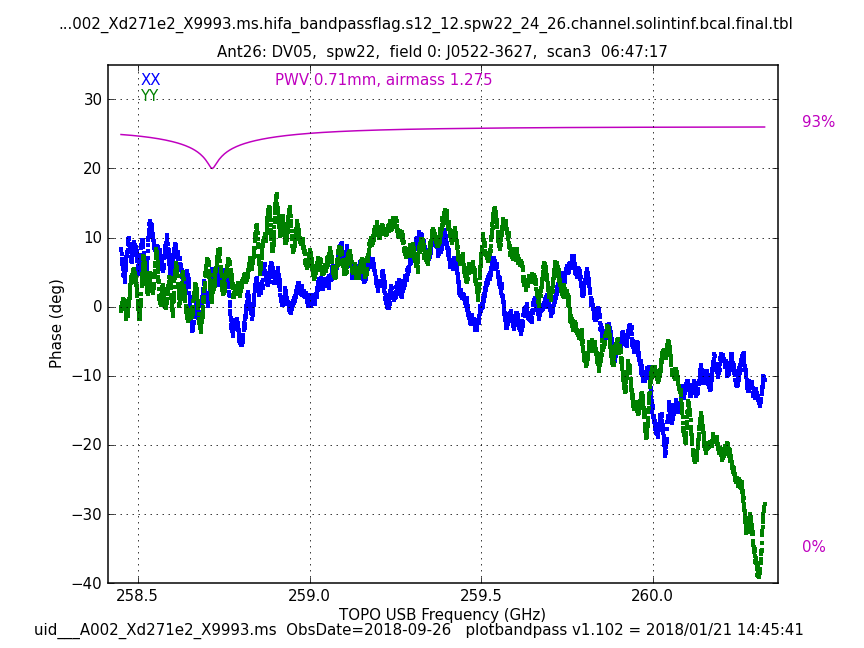 ...002_Xd271e2_X9993.ms.hifa_bandpassflag.s12_12.spw22_24_26.channel.solintinf.bcal.final.tbl
Ant26: DV05, spw22, field 0: J0522-3627, scan3 06:47:17
XX
PWV 0.71mm, airmass 1.275
YY
93%
0%
30
20
10
0
−10
−20
−30
−40
Phase (deg)
258.5 259.0 259.5 260.0
TOPO USB Frequency (GHz)
uid___A002_Xd271e2_X9993.ms ObsDate=2018-09-26 plotbandpass v1.102 = 2018/01/21 14:45:41